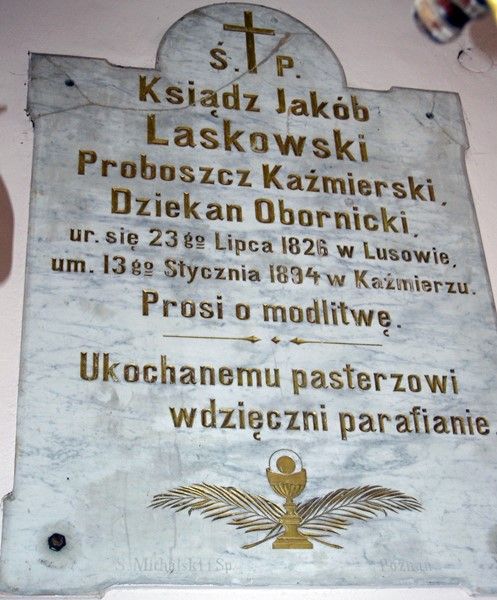 Ś. † P.
Ksiądz Jakób
Laskowski
Proboszcz Kaźmierski,
Dziekan Obornicki,
ur. się 23go Lipca 1826 w Lusowie,
um. 13go Stycznia 1894 w Kaźmierzu.
Prosi o modlitwę.
Ukochanemu pasterzowi
wdzięczni parafianie.
S. Michalski i Sp. Poznań